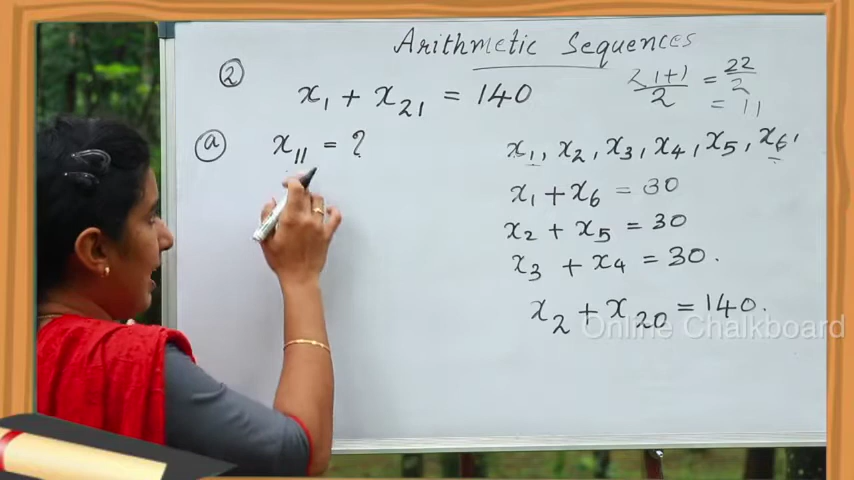 Arithmetic Sequences
② x₁ + x₂₁ = 140
21+1/2 = 22/2
= 11
ⓐ x₁₁ = ?
x₁, x₂, x₃, x₄, x₅, x₆,
x₁ + x₆ = 30
x₂ + x₅ = 30
x₃ + x₄ = 30.
x₂ + x₂₀ = 140.
Online Chalkboard